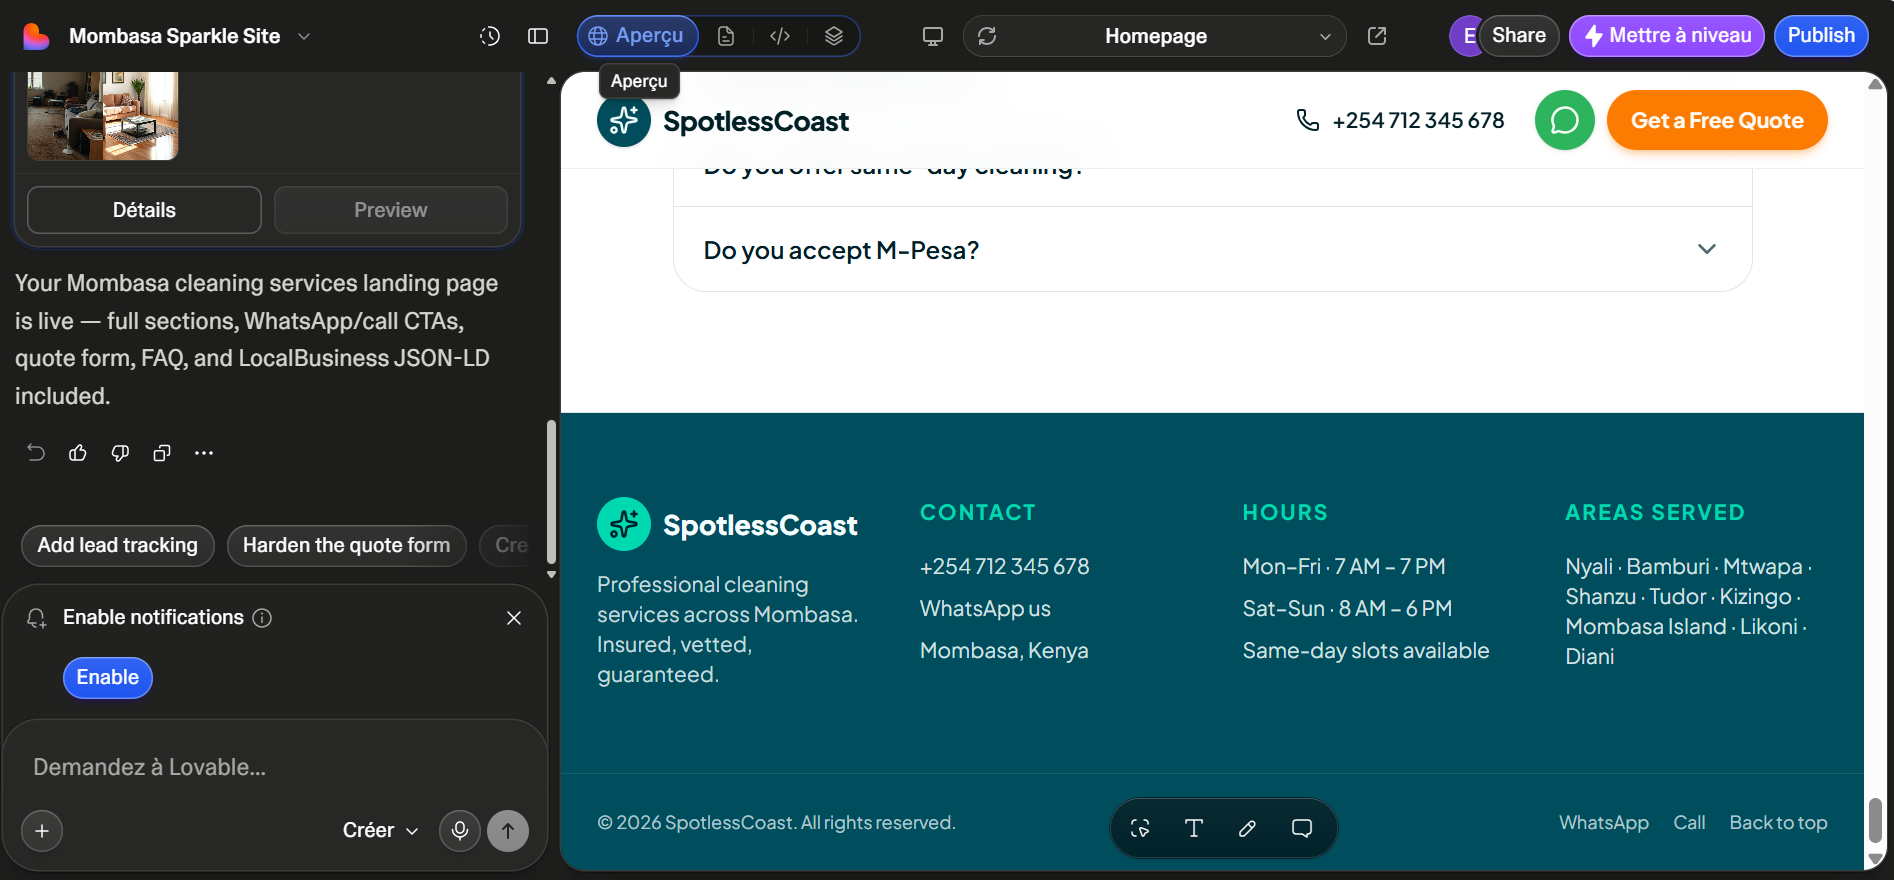 Mombasa Sparkle Site
Aperçu
Homepage
E
Share
Mettre à niveau
Publish
Aperçu
Détails
Preview
Your Mombasa cleaning services landing page
is live — full sections, WhatsApp/call CTAs,
quote form, FAQ, and LocalBusiness JSON-LD
included.
Add lead tracking
Harden the quote form
Cre
Enable notifications
Enable
Demandez à Lovable...
Créer
SpotlessCoast
+254 712 345 678
Get a Free Quote
Do you offer same-day cleaning?
Do you accept M-Pesa?
SpotlessCoast
Professional cleaning
services across Mombasa.
Insured, vetted,
guaranteed.
CONTACT
+254 712 345 678
WhatsApp us
Mombasa, Kenya
HOURS
Mon–Fri · 7 AM – 7 PM
Sat–Sun · 8 AM – 6 PM
Same-day slots available
AREAS SERVED
Nyali · Bamburi · Mtwapa ·
Shanzu · Tudor · Kizingo ·
Mombasa Island · Likoni ·
Diani
© 2026 SpotlessCoast. All rights reserved.
WhatsApp
Call
Back to top